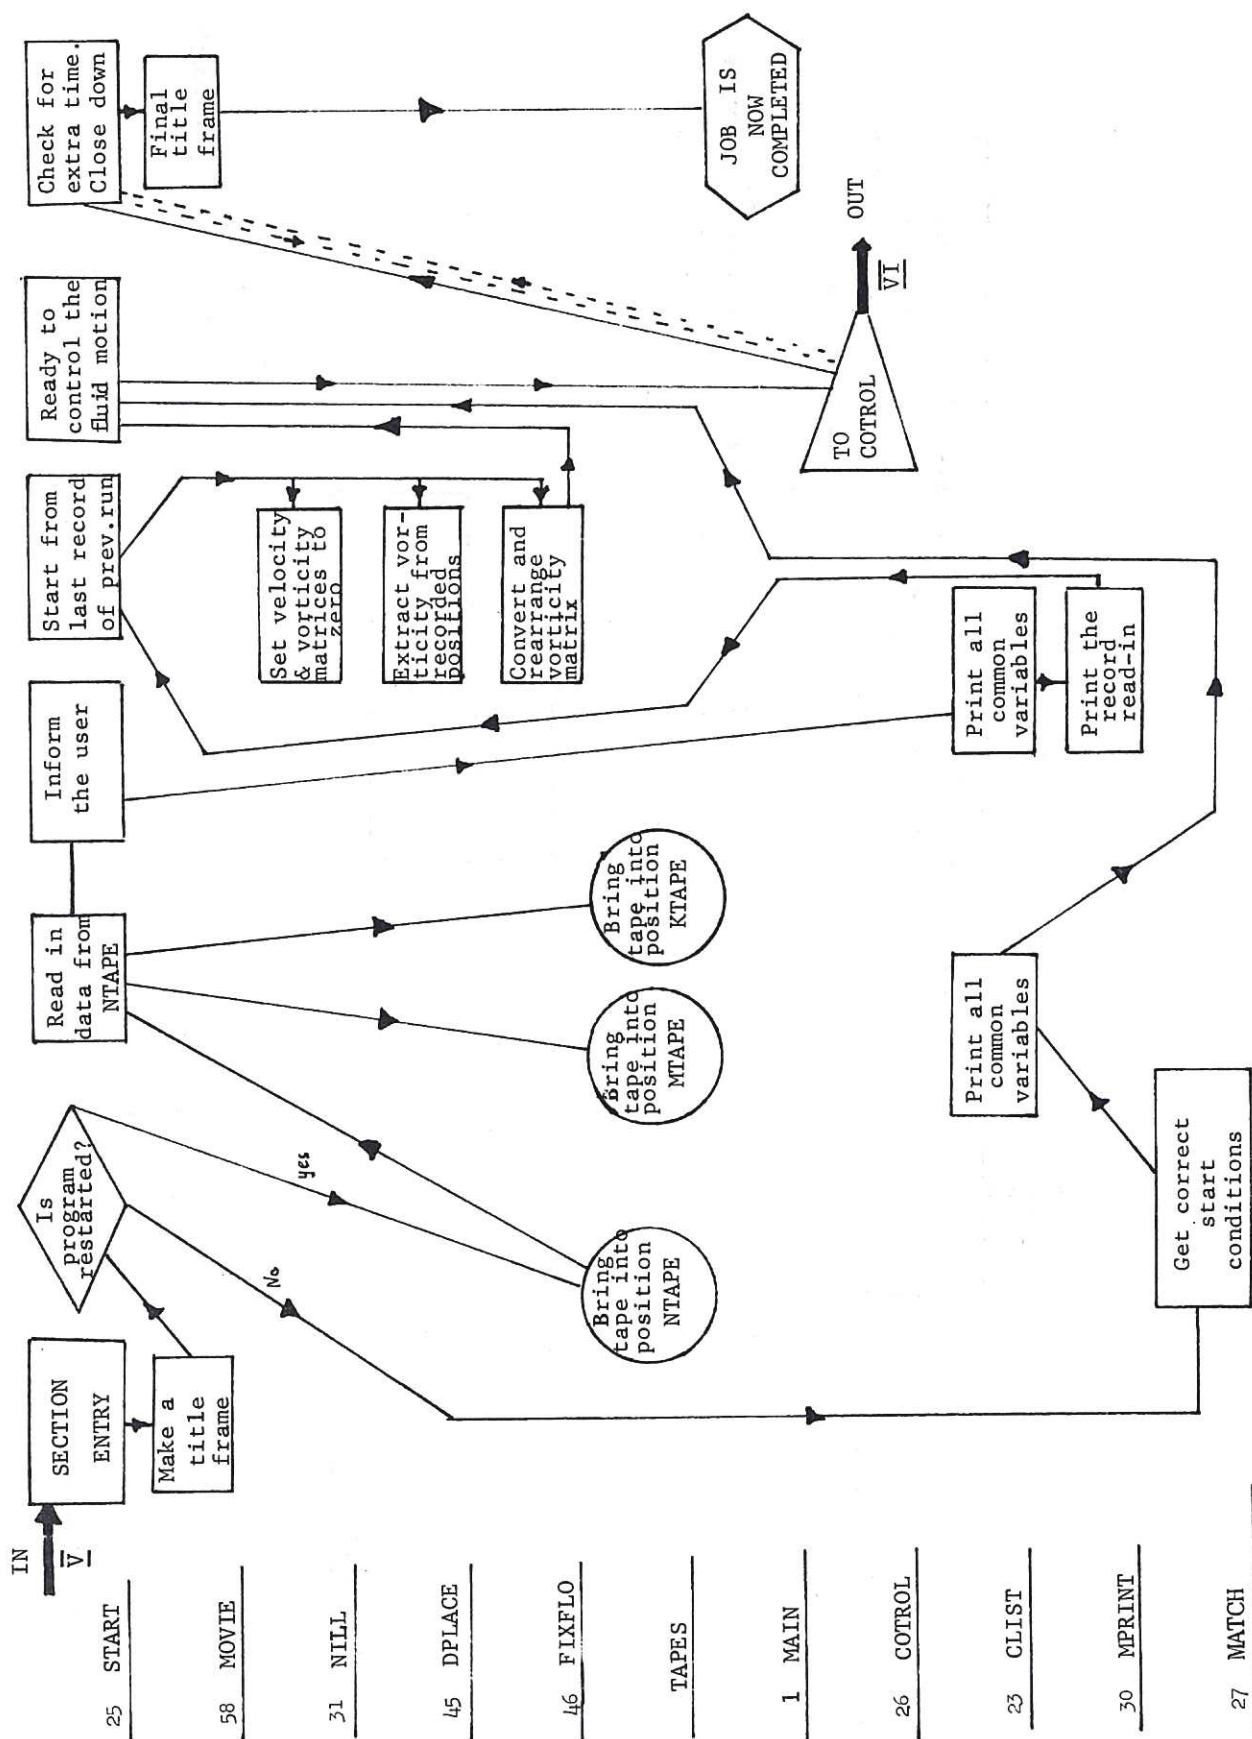 IN
V
SECTION
ENTRY
Make a
title
frame
Is
program
restarted?
yes
No
Read in
data from
NTAPE
Inform
the user
Start from
last record
of prev.run
Ready to
control the
fluid motion
Check for
extra time.
Close down
Final
title
frame
Set velocity
& vorticity
matrices to
zero
Extract vor-
ticity from
recorded
positions
Convert and
rearrange
vorticity
matrix
Bring
tape into
position
NTAPE
Bring
tape into
position
MTAPE
Bring
tape into
position
KTAPE
JOB IS
NOW
COMPLETED
TO
COTROL
VI
OUT
Print all
common
variables
Print all
common
variables
Print the
record
read-in
Get correct
start
conditions
25 START
58 MOVIE
31 NILL
45 DPLACE
46 FIXFLO
TAPES
1 MAIN
26 COTROL
23 CLIST
30 MPRINT
27 MATCH